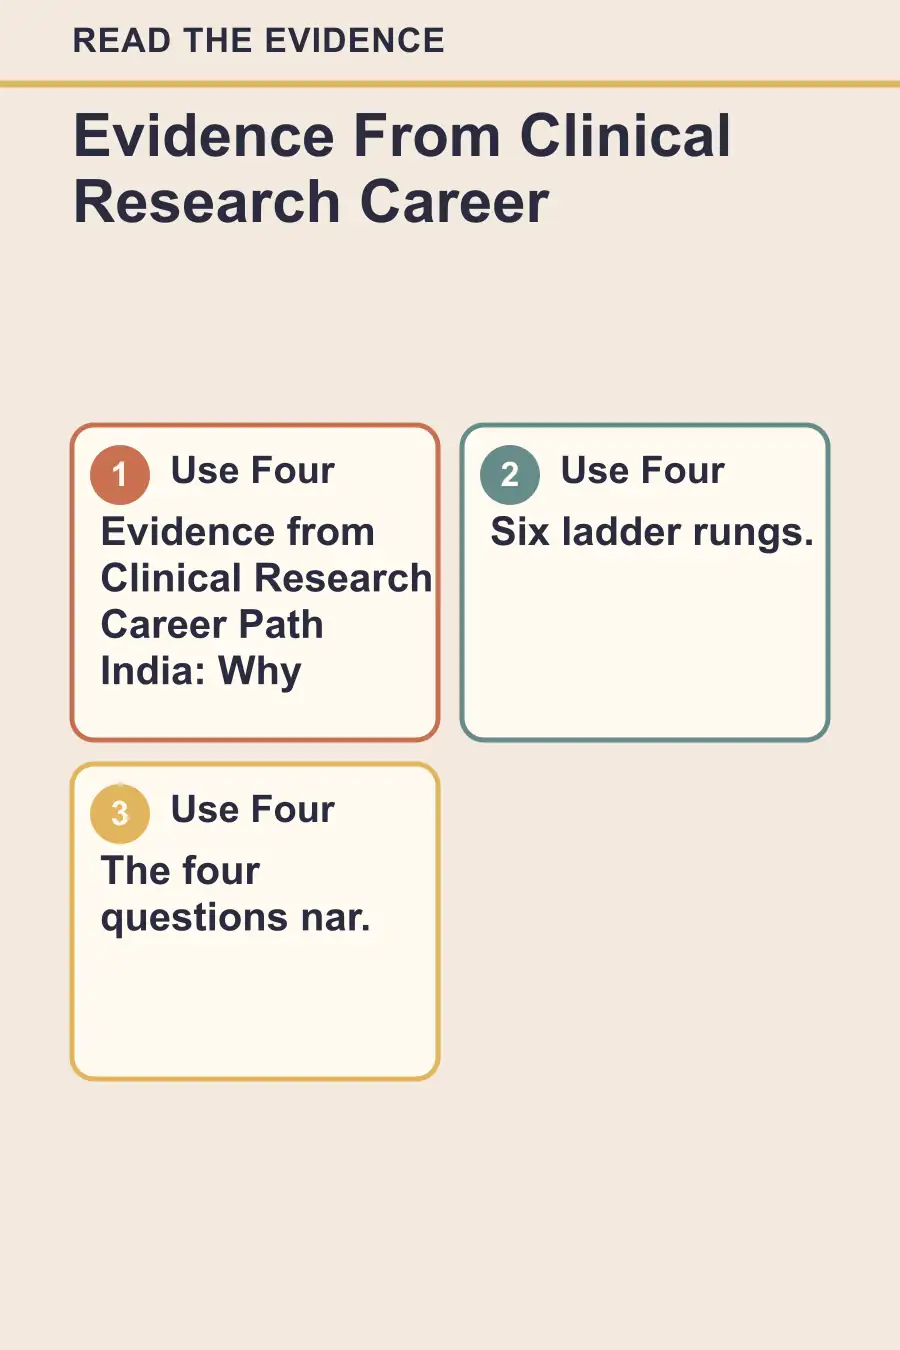 READ THE EVIDENCE
Evidence From Clinical
Research Career
1 Use Four
Evidence from
Clinical Research
Career Path
India: Why
2 Use Four
Six ladder rungs.
3 Use Four
The four
questions nar.